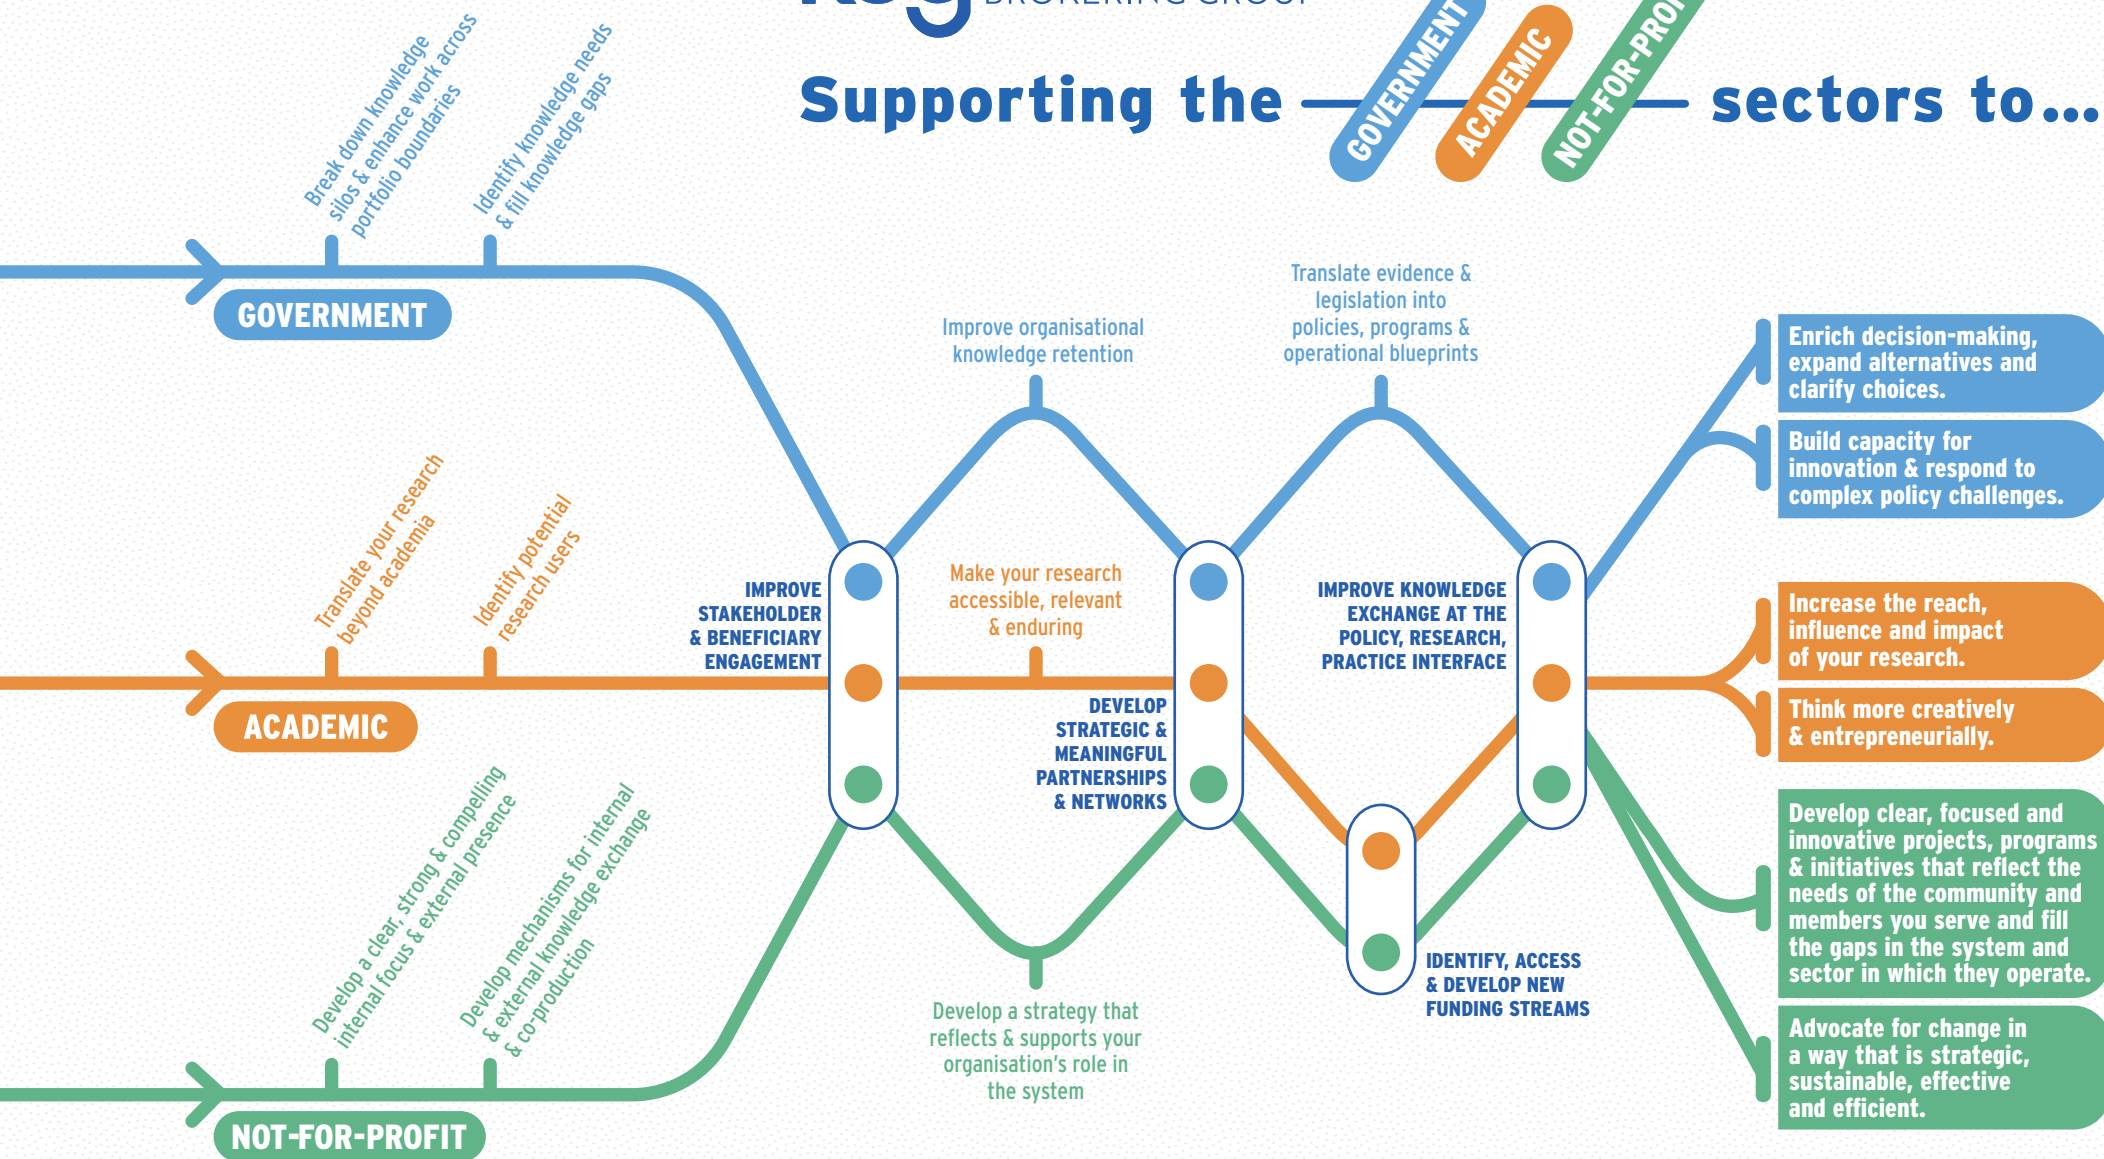 BROKERING GROUP
Supporting the
GOVERNMENT
ACADEMIC
sectors to...
Break down knowledge
silos & enhance work across
portfolio boundaries
Identify knowledge needs
& fill knowledge gaps
GOVERNMENT
Improve organisational
knowledge retention
Translate evidence &
legislation into
policies, programs &
operational blueprints
Enrich decision-making,
expand alternatives and
clarify choices.
Build capacity for
innovation & respond to
complex policy challenges.
Translate your research
beyond academia
Identify potential
research users
ACADEMIC
IMPROVE
STAKEHOLDER
& BENEFICIARY
ENGAGEMENT
Make your research
accessible, relevant
& enduring
DEVELOP
STRATEGIC &
MEANINGFUL
PARTNERSHIPS
& NETWORKS
IMPROVE KNOWLEDGE
EXCHANGE AT THE
POLICY, RESEARCH,
PRACTICE INTERFACE
Increase the reach,
influence and impact
of your research.
Think more creatively
& entrepreneurially.
Develop a clear, strong & compelling
internal focus & external presence
Develop mechanisms for internal
& external knowledge exchange
& co-production
NOT-FOR-PROFIT
Develop a strategy that
reflects & supports your
organisation's role in
the system
IDENTIFY, ACCESS
& DEVELOP NEW
FUNDING STREAMS
Develop clear, focused and
innovative projects, programs
& initiatives that reflect the
needs of the community and
members you serve and fill
the gaps in the system and
sector in which they operate.
Advocate for change in
a way that is strategic,
sustainable, effective
and efficient.